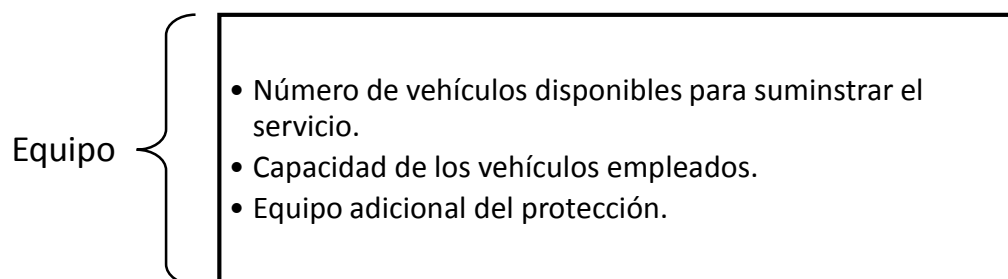 Equipo
• Número de vehículos disponibles para suminstrar el
servicio.
• Capacidad de los vehículos empleados.
• Equipo adicional del protección.